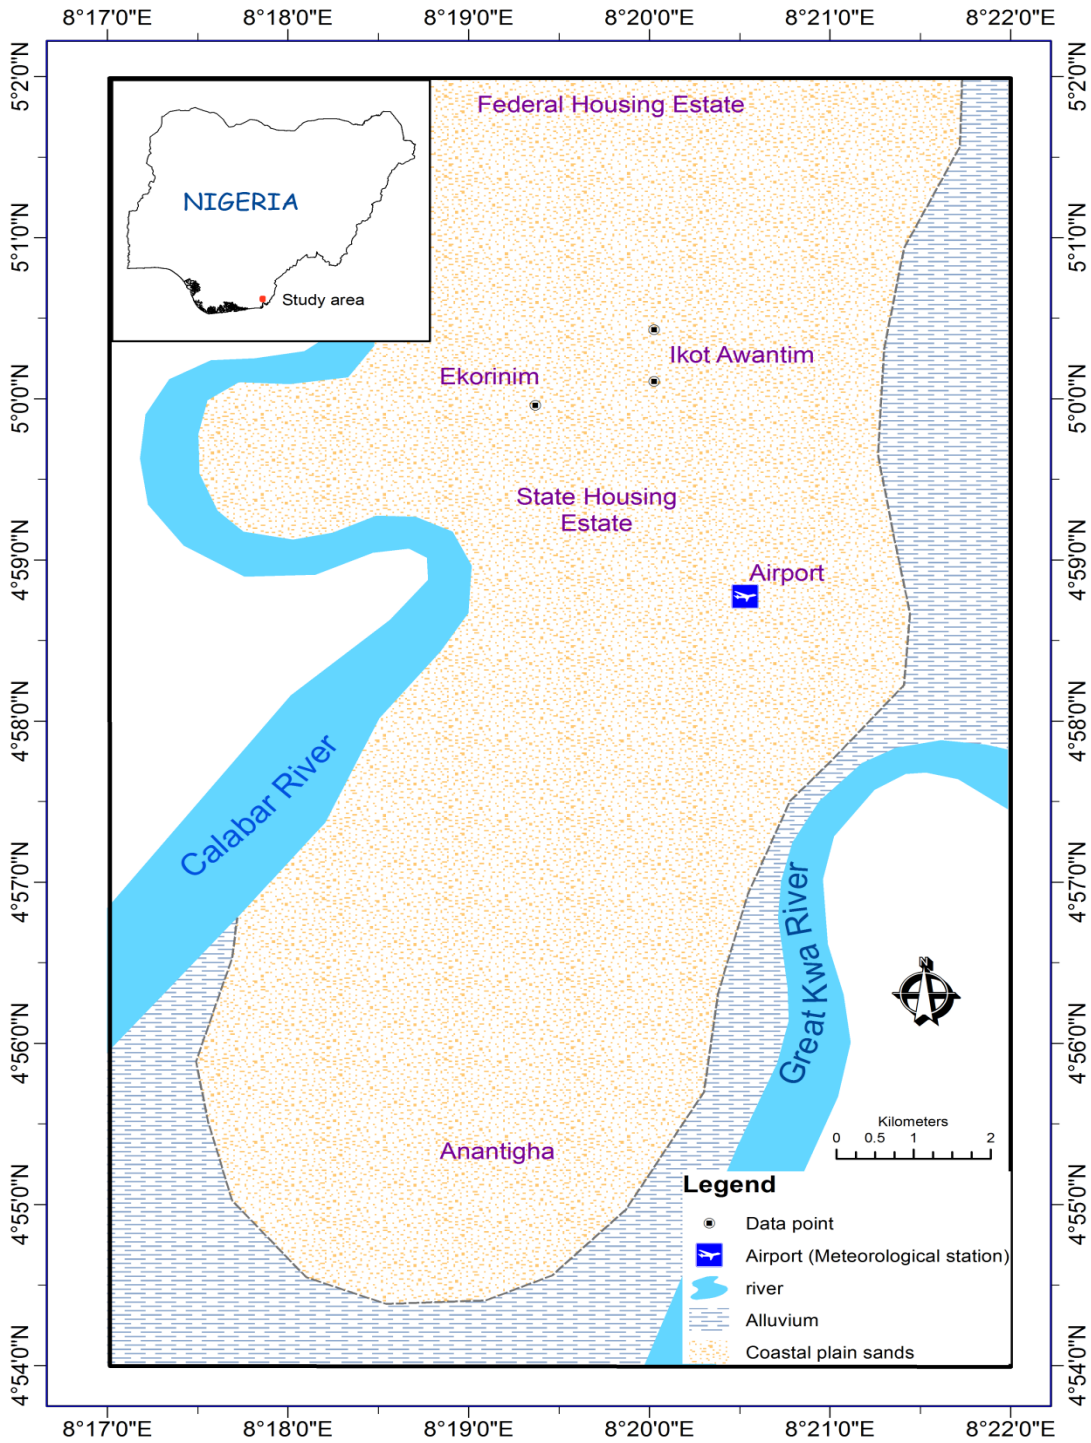 8°17'0"E 8°18'0"E 8°19'0"E 8°20'0"E 8°21'0"E 8°22'0"E
5°2'0"N 5°2'0"N
Federal Housing Estate
NIGERIA
5°1'0"N 5°1'0"N
Study area
Ikot Awantim
Ekorinim
5°0'0"N 5°0'0"N
State Housing
Estate
4°59'0"N 4°59'0"N
Airport
4°58'0"N 4°58'0"N
Calabar River
4°57'0"N 4°57'0"N
Great Kwa River
N
4°56'0"N 4°56'0"N
Kilometers
0 0.5 1 2
Anantigha
Legend
4°55'0"N 4°55'0"N
Data point
Airport (Meteorological station)
river
Alluvium
Coastal plain sands
4°54'0"N 4°54'0"N
8°17'0"E 8°18'0"E 8°19'0"E 8°20'0"E 8°21'0"E 8°22'0"E